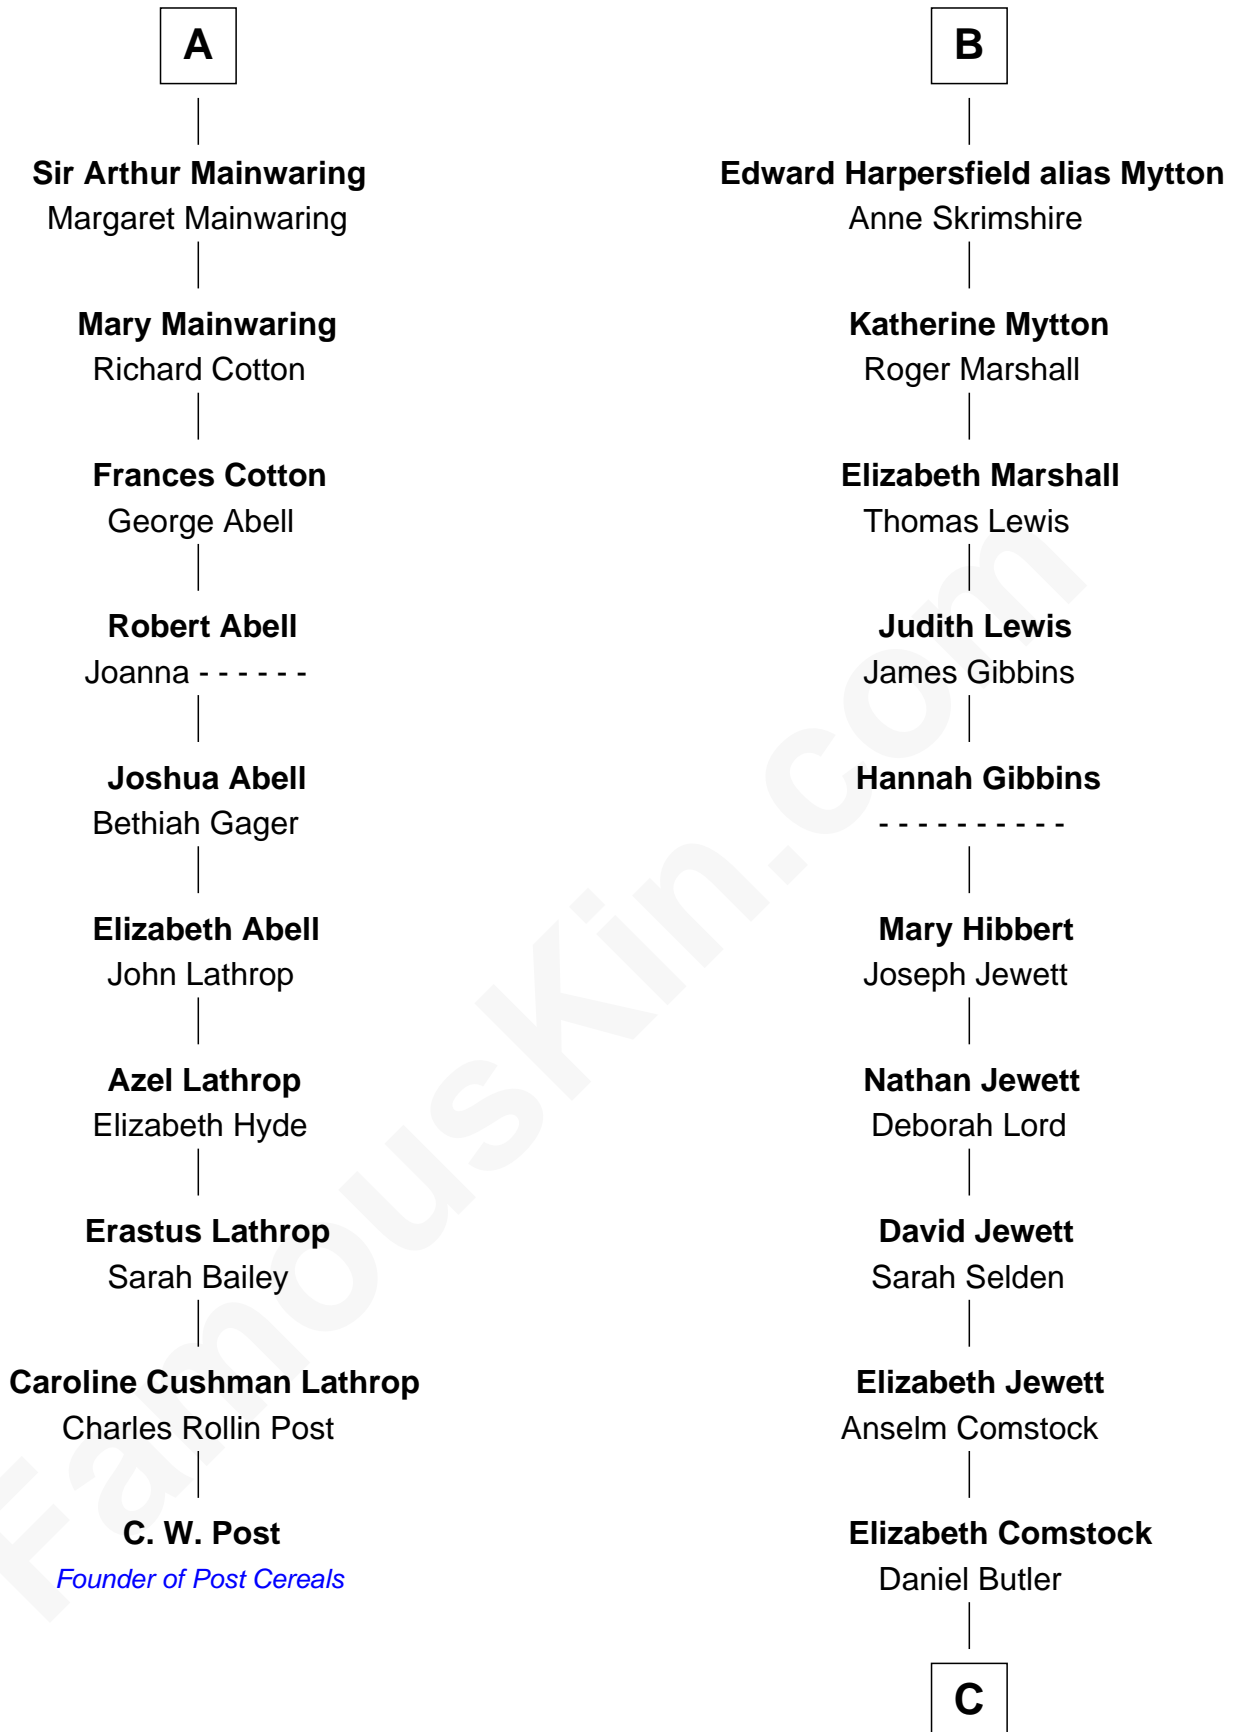 A
Sir Arthur Mainwaring
Margaret Mainwaring
Mary Mainwaring
Richard Cotton
Frances Cotton
George Abell
Robert Abell
Joanna - - - - - -
Joshua Abell
Bethiah Gager
Elizabeth Abell
John Lathrop
Azel Lathrop
Elizabeth Hyde
Erastus Lathrop
Sarah Bailey
Caroline Cushman Lathrop
Charles Rollin Post
C. W. Post
Founder of Post Cereals
B
Edward Harpersfield alias Mytton
Anne Skrimshire
Katherine Mytton
Roger Marshall
Elizabeth Marshall
Thomas Lewis
Judith Lewis
James Gibbins
Hannah Gibbins
- - - - - - - - - -
Mary Hibbert
Joseph Jewett
Nathan Jewett
Deborah Lord
David Jewett
Sarah Selden
Elizabeth Jewett
Anselm Comstock
Elizabeth Comstock
Daniel Butler
C
FamousKin.com